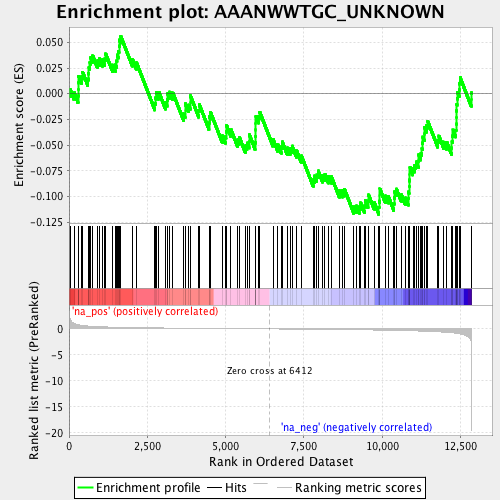 Enrichment plot: AAANWWTGC_UNKNOWN
Enrichment score (ES)
0.050
0.025
0.000
-0.025
-0.050
-0.075
-0.100
-0.125
'na_pos' (positively correlated)
Ranked list metric (PreRanked)
0
-5
-10
-15
-20
Zero cross at 6412
'na_neg' (negatively correlated)
0 2,500 5,000 7,500 10,000 12,500
Rank in Ordered Dataset
Enrichment profile Hits Ranking metric scores